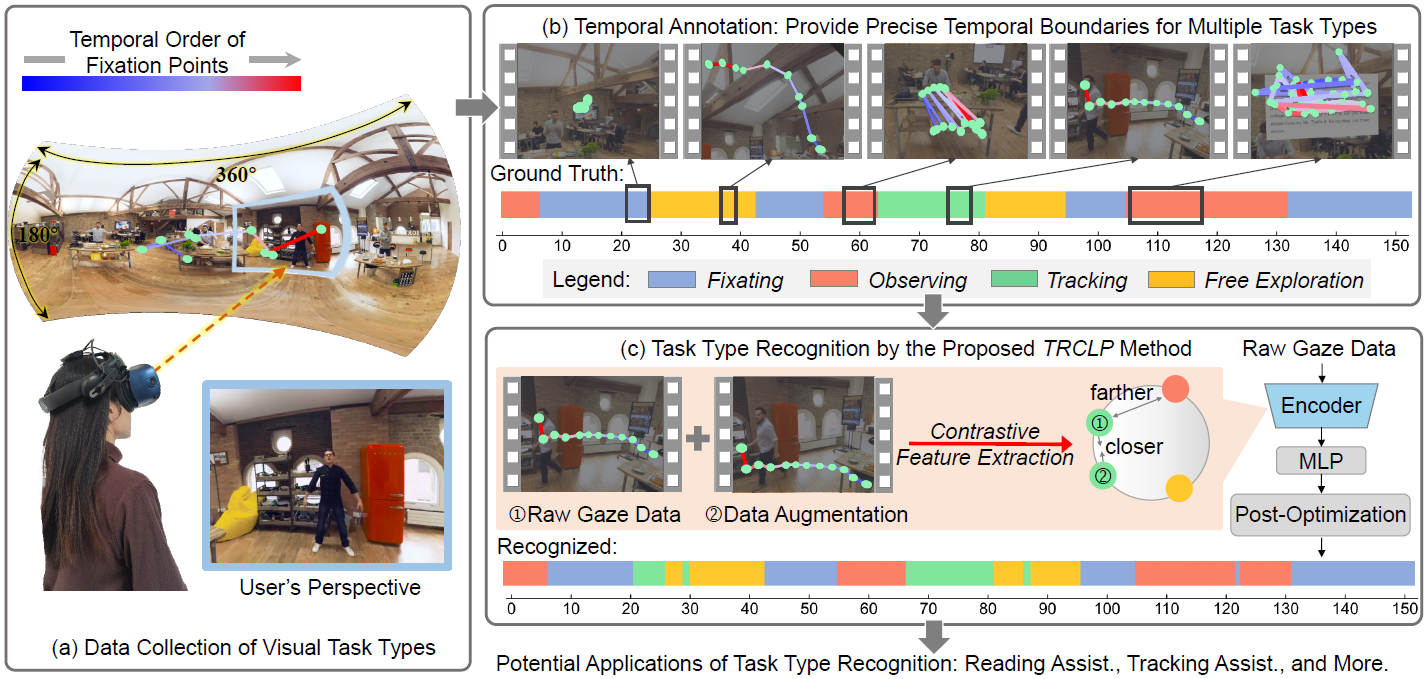 Temporal Order of
Fixation Points
360°
180°
User's Perspective
(a) Data Collection of Visual Task Types
(b) Temporal Annotation: Provide Precise Temporal Boundaries for Multiple Task Types
Ground Truth:
0 10 20 30 40 50 60 70 80 90 100 110 120 130 140 150
Legend: Fixating Observing Tracking Free Exploration
(c) Task Type Recognition by the Proposed TRCLP Method
Raw Gaze Data
Encoder
MLP
Post-Optimization
farther
①
closer
②
Contrastive
Feature Extraction
①Raw Gaze Data ②Data Augmentation
Recognized:
0 10 20 30 40 50 60 70 80 90 100 110 120 130 140 150
Potential Applications of Task Type Recognition: Reading Assist., Tracking Assist., and More.